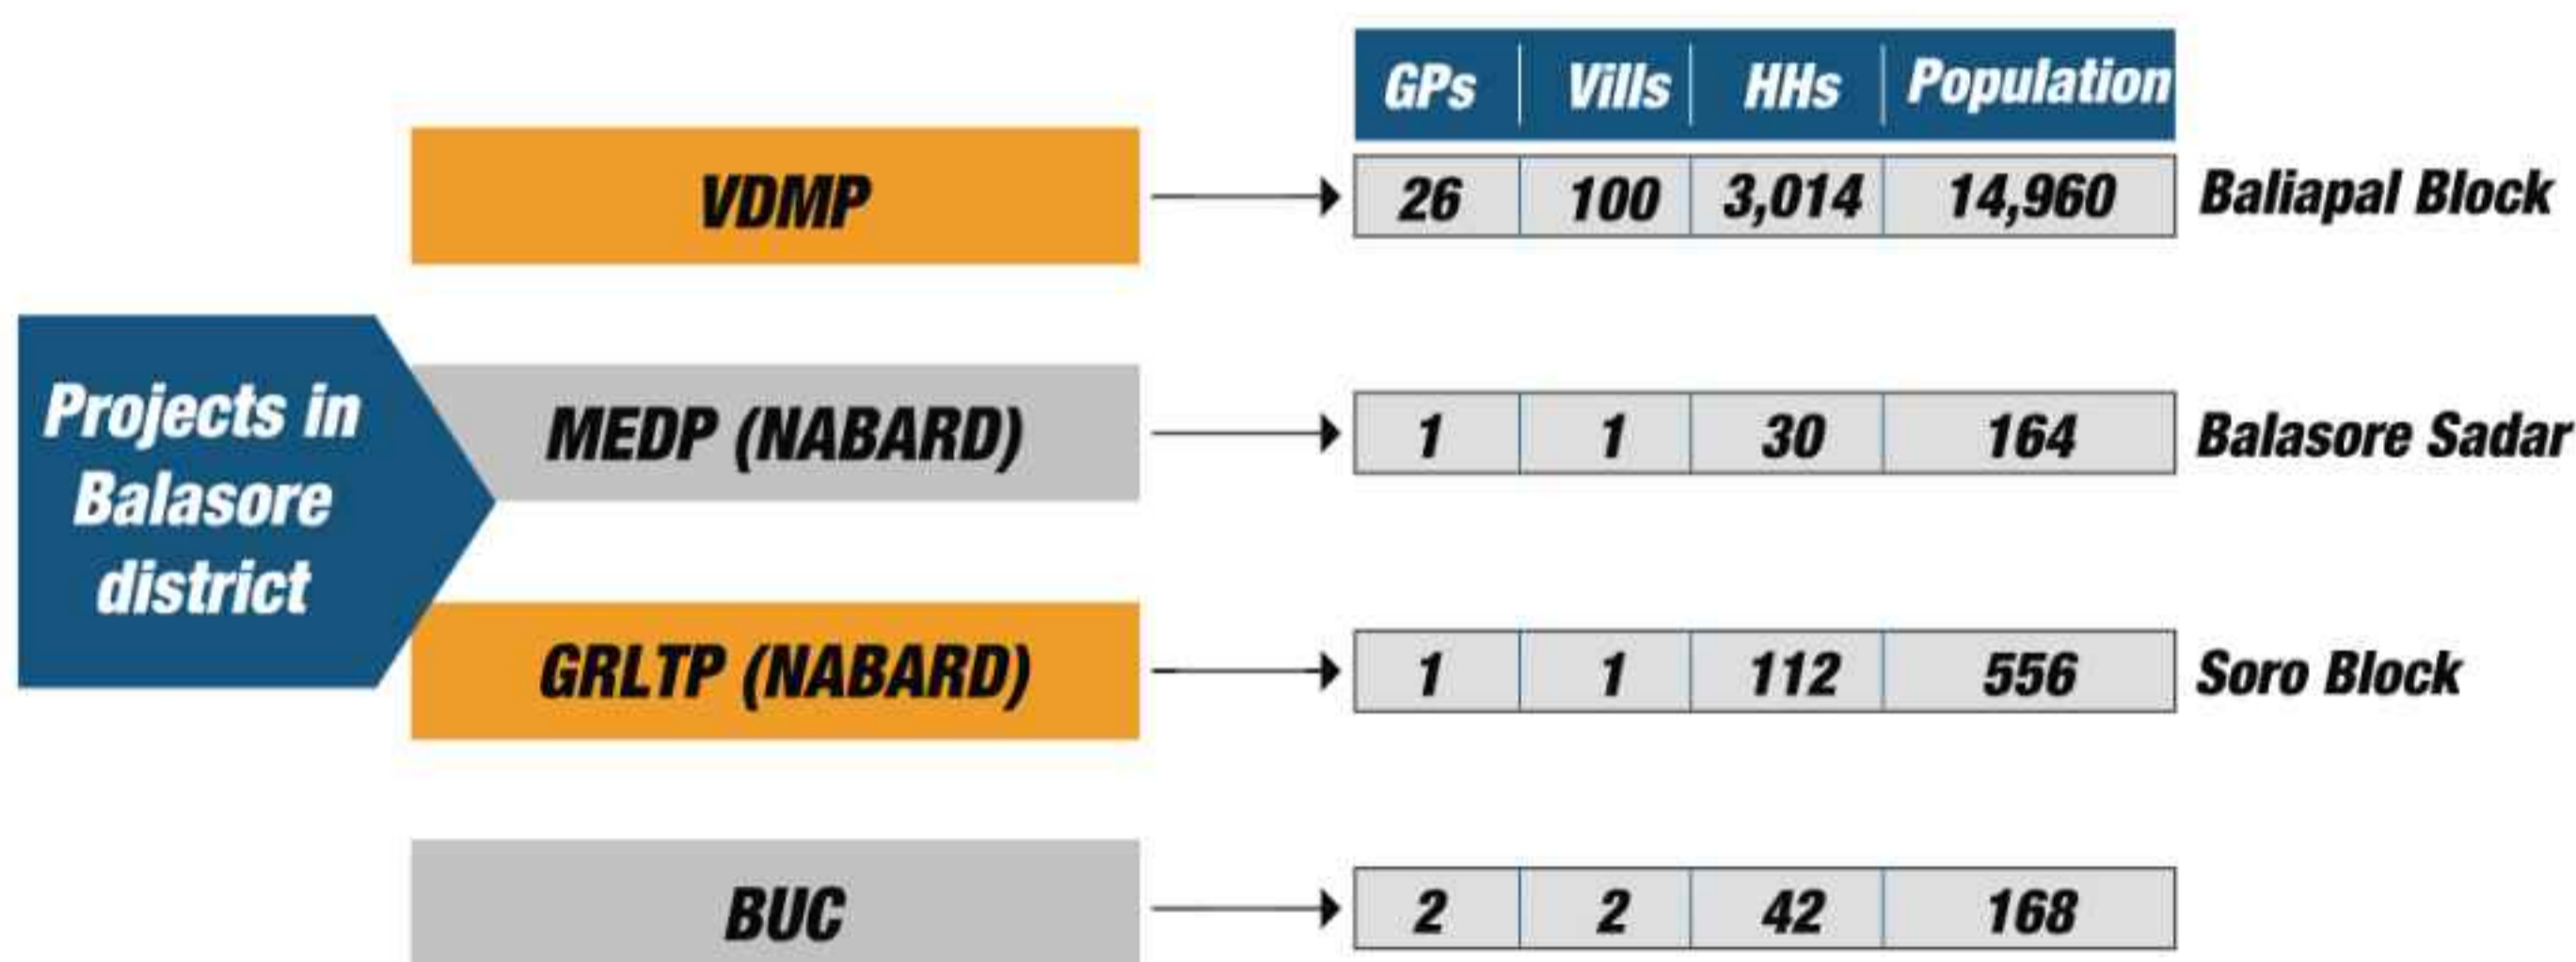 GPs Vills HHs Population
VDMP 26 100 3,014 14,960 Baliapal Block
Projects in
Balasore
district
MEDP (NABARD) 1 1 30 164 Balasore Sadar
GRLTP (NABARD) 1 1 112 556 Soro Block
BUC 2 2 42 168